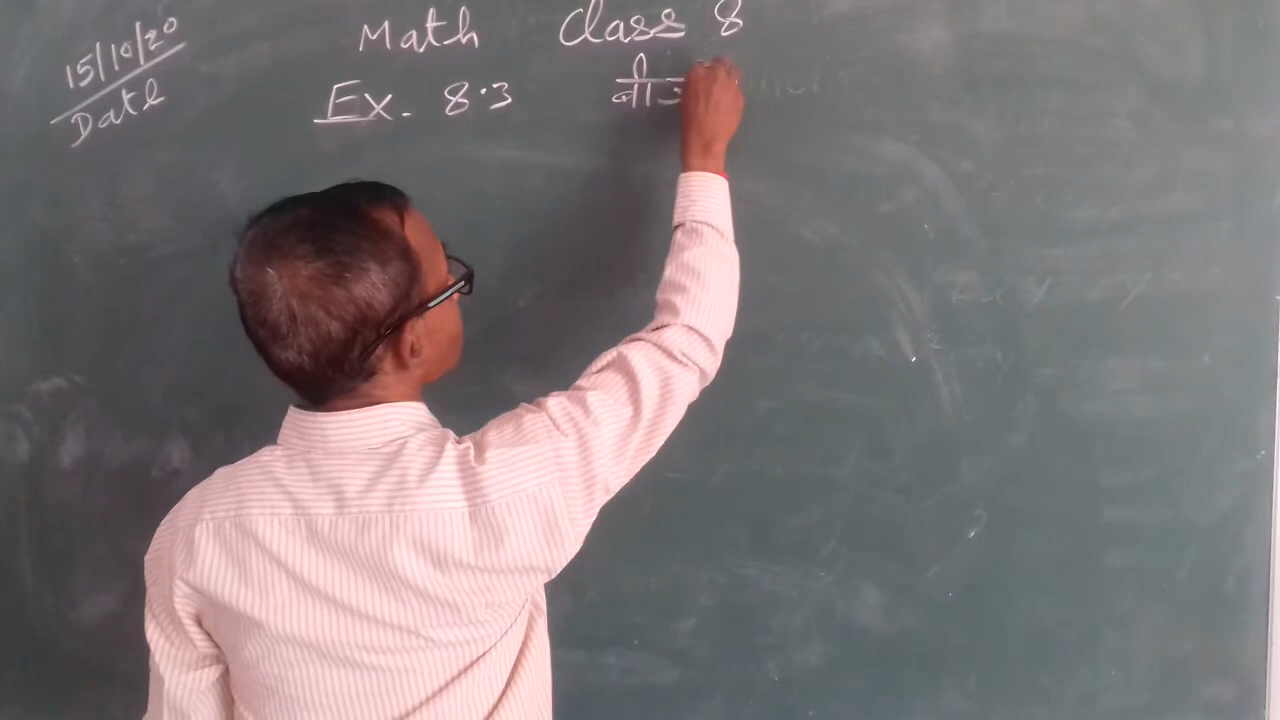 15/10/20
Date
Math Class 8
Ex. 8.3 बीज